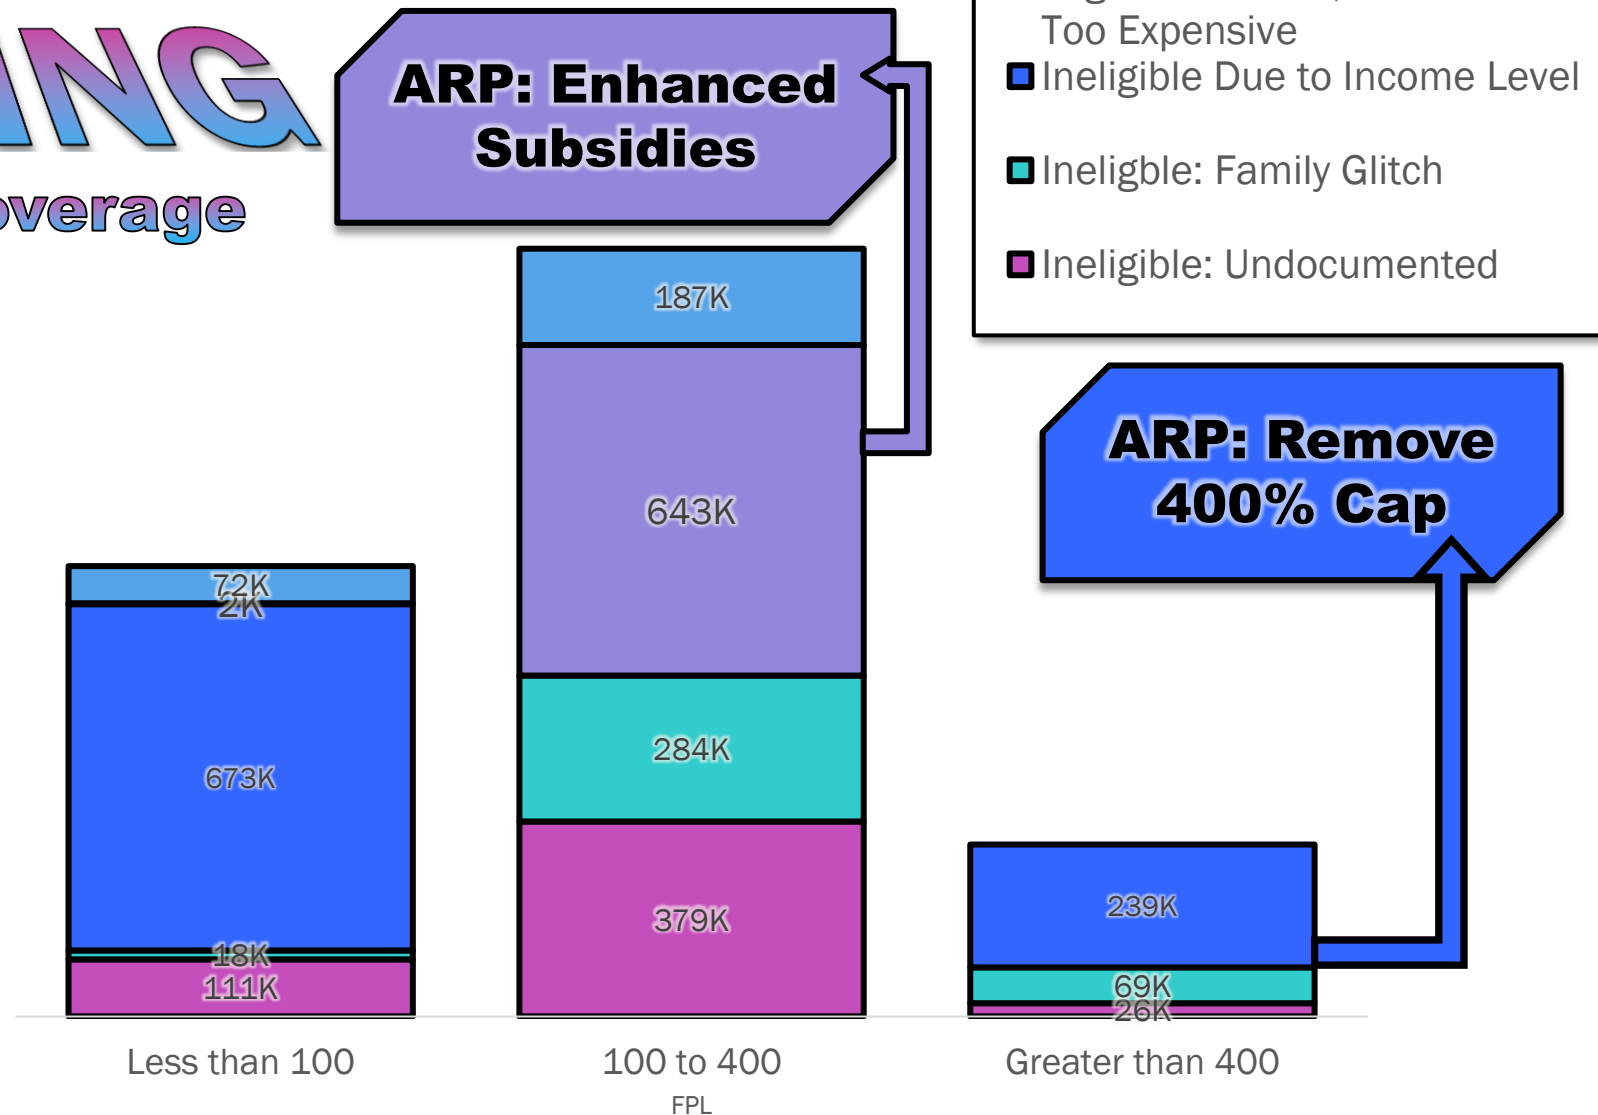 ING
overage
ARP: Enhanced
Subsidies
Too Expensive
Ineligible Due to Income Level
Ineligble: Family Glitch
Ineligible: Undocumented
ARP: Remove
400% Cap
187K
643K
284K
379K
72K
2K
673K
18K
111K
239K
69K
26K
Less than 100
100 to 400
Greater than 400
FPL